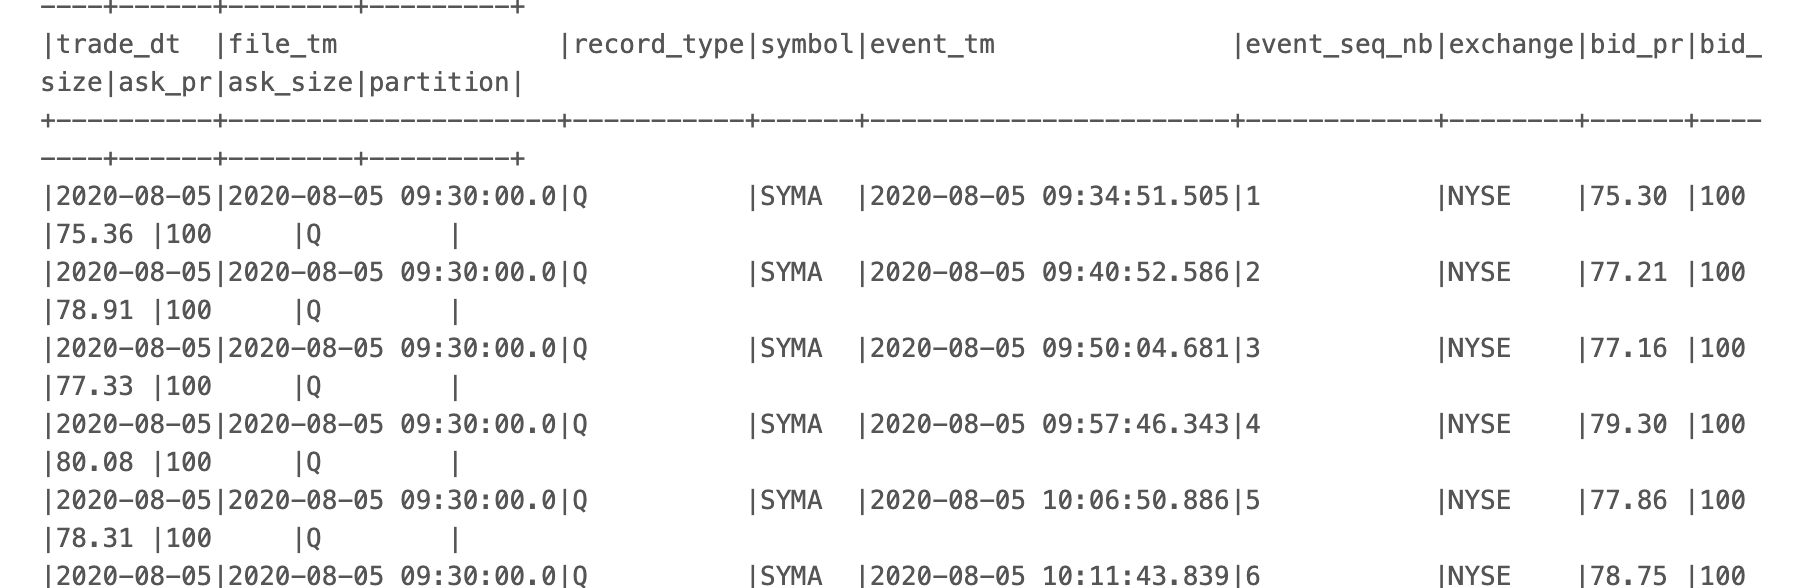 ----+------+--------+---------+
|trade_dt  |file_tm              |record_type|symbol|event_tm               |event_seq_nb|exchange|bid_pr|bid_
size|ask_pr|ask_size|partition|
+----------+---------------------+-----------+------+-----------------------+------------+--------+------+----
----+------+--------+---------+
|2020-08-05|2020-08-05 09:30:00.0|Q          |SYMA  |2020-08-05 09:34:51.505|1           |NYSE    |75.30 |100
|75.36 |100     |Q        |
|2020-08-05|2020-08-05 09:30:00.0|Q          |SYMA  |2020-08-05 09:40:52.586|2           |NYSE    |77.21 |100
|78.91 |100     |Q        |
|2020-08-05|2020-08-05 09:30:00.0|Q          |SYMA  |2020-08-05 09:50:04.681|3           |NYSE    |77.16 |100
|77.33 |100     |Q        |
|2020-08-05|2020-08-05 09:30:00.0|Q          |SYMA  |2020-08-05 09:57:46.343|4           |NYSE    |79.30 |100
|80.08 |100     |Q        |
|2020-08-05|2020-08-05 09:30:00.0|Q          |SYMA  |2020-08-05 10:06:50.886|5           |NYSE    |77.86 |100
|78.31 |100     |Q        |
|2020-08-05|2020-08-05 09:30:00.0|Q          |SYMA  |2020-08-05 10:11:43.839|6           |NYSE    |78.75 |100